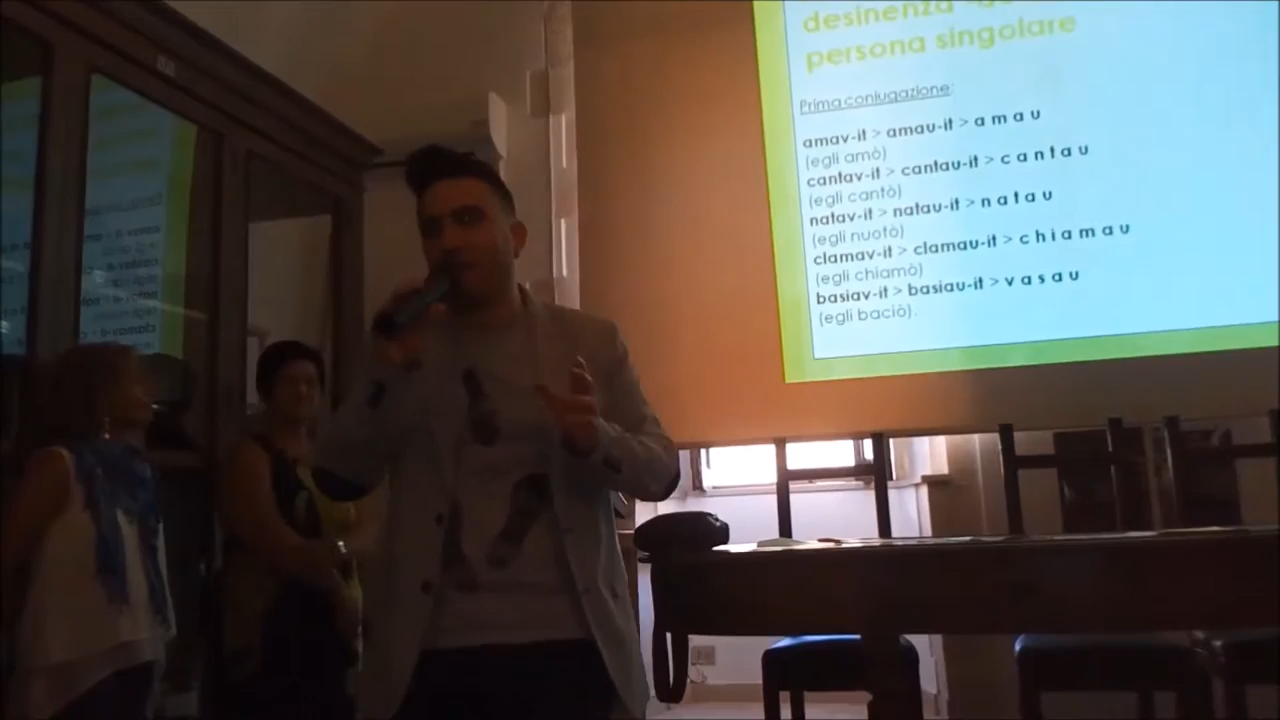 desinenza
persona singolare
Prima coniugazione:
amav-it > amau-it > a m a u
(egli amò)
cantav-it > cantau-it > c a n t a u
(egli cantò)
natav-it > natau-it > n a t a u
(egli nuotò)
clamav-it > clamau-it > c h i a m a u
(egli chiamò)
basiav-it > basiau-it > v a s a u
(egli baciò).